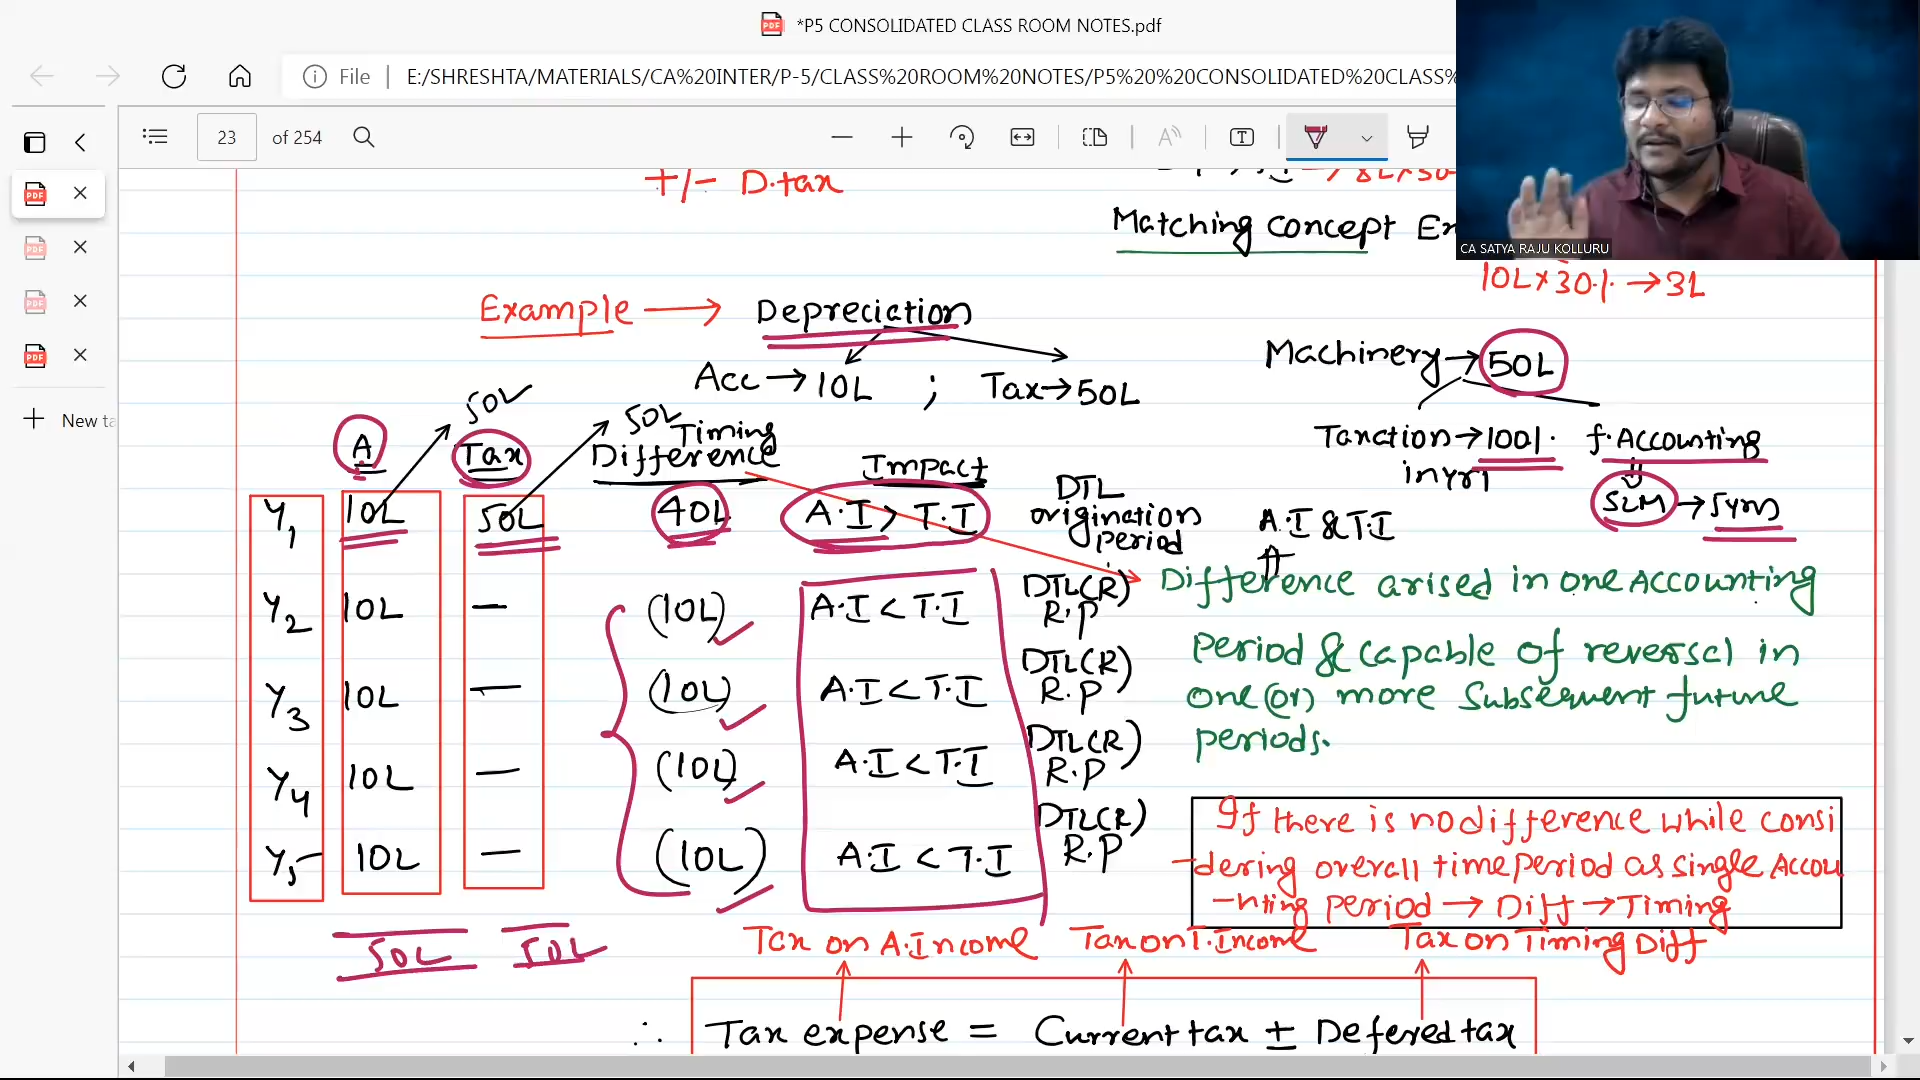 *P5 CONSOLIDATED CLASS ROOM NOTES.pdf
File | E:/SHRESHTA/MATERIALS/CA%20INTER/P-5/CLASS%20ROOM%20NOTES/P5%20%20CONSOLIDATED%20CLASS%
23 of 254
CA SATYA RAJU KOLLURU
New ta
+/- D.tax
Matching concept
10L×30% → 3L
Example → Depreciation
Acc → 10L ; Tax → 50L
Machinery → 50L
Taxation → 100% in yr1
f. Accounting
SLM → 5yrs
50L 50L
A Tax Timing Difference Impact
Y1 10L 50L 40L A.I > T.I DTL origination period
A.I & T.I
Y2 10L — (10L) A.I < T.I DTL(R) R.P
Y3 10L — (10L) A.I < T.I DTL(R) R.P
Y4 10L — (10L) A.I < T.I DTL(R) R.P
Y5 10L — (10L) A.I < T.I DTL(R) R.P
50L 50L
Difference arised in one Accounting
Period & capable of reversal in
one (or) more Subsequent future
periods.
If there is no difference while consi
-dering overall time period as single Accou
-nting period → Diff → Timing
Tax on A.Income Tax on T.Income Tax on Timing Diff
∴ Tax expense = Current tax ± Defered tax